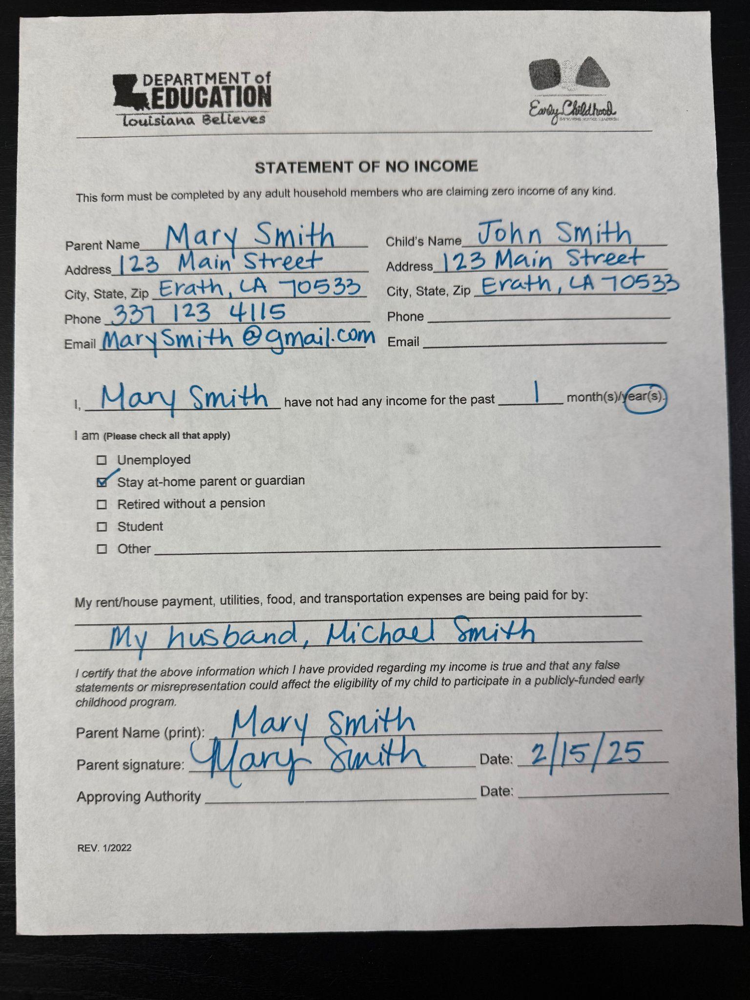 DEPARTMENT of
EDUCATION
Louisiana Believes
Early Childhood
STATEMENT OF NO INCOME
This form must be completed by any adult household members who are claiming zero income of any kind.
Parent Name Mary Smith Child's Name John Smith
Address 123 Main Street Address 123 Main Street
City, State, Zip Erath, LA 70533 City, State, Zip Erath, LA 70533
Phone 337 123 4115 Phone
Email MarySmith@gmail.com Email
I, Mary Smith have not had any income for the past 1 month(s)/year(s).
I am (Please check all that apply)
Unemployed
Stay at-home parent or guardian
Retired without a pension
Student
Other
My rent/house payment, utilities, food, and transportation expenses are being paid for by:
My husband, Michael Smith
I certify that the above information which I have provided regarding my income is true and that any false
statements or misrepresentation could affect the eligibility of my child to participate in a publicly-funded early
childhood program.
Parent Name (print): Mary Smith
Parent signature: Mary Smith Date: 2/15/25
Approving Authority Date:
REV. 1/2022